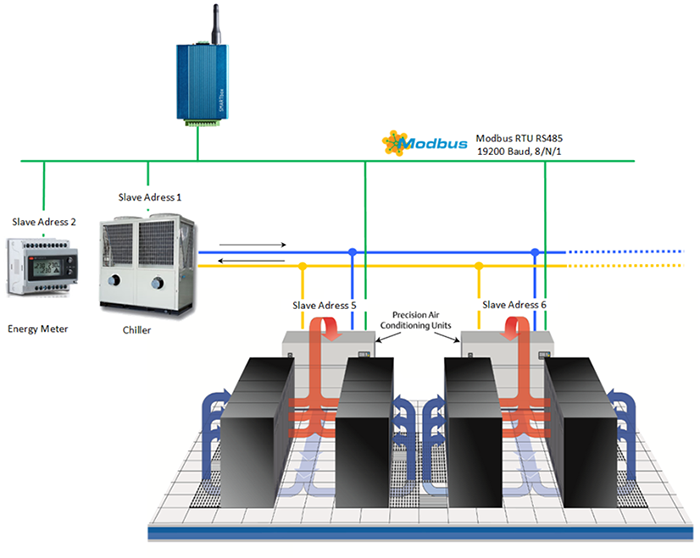 SMARTbox
Modbus
Modbus RTU RS485
19200 Baud, 8/N/1
Slave Adress 1
Slave Adress 2
Energy Meter
Chiller
Slave Adress 5
Slave Adress 6
Precision Air
Conditioning Units